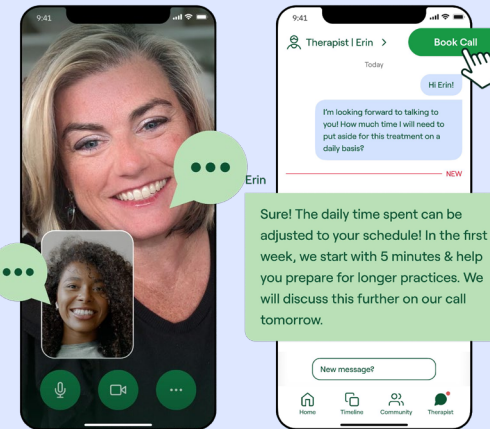 9:41
9:41
Therapist | Erin >
Book Call
Today
Hi Erin!
I'm looking forward to talking to
you! How much time I will need to
put aside for this treatment on a
daily basis?
NEW
Erin
Sure! The daily time spent can be
adjusted to your schedule! In the first
week, we start with 5 minutes & help
you prepare for longer practices. We
will discuss this further on our call
tomorrow.
New message?
Home
Timeline
Community
Therapist